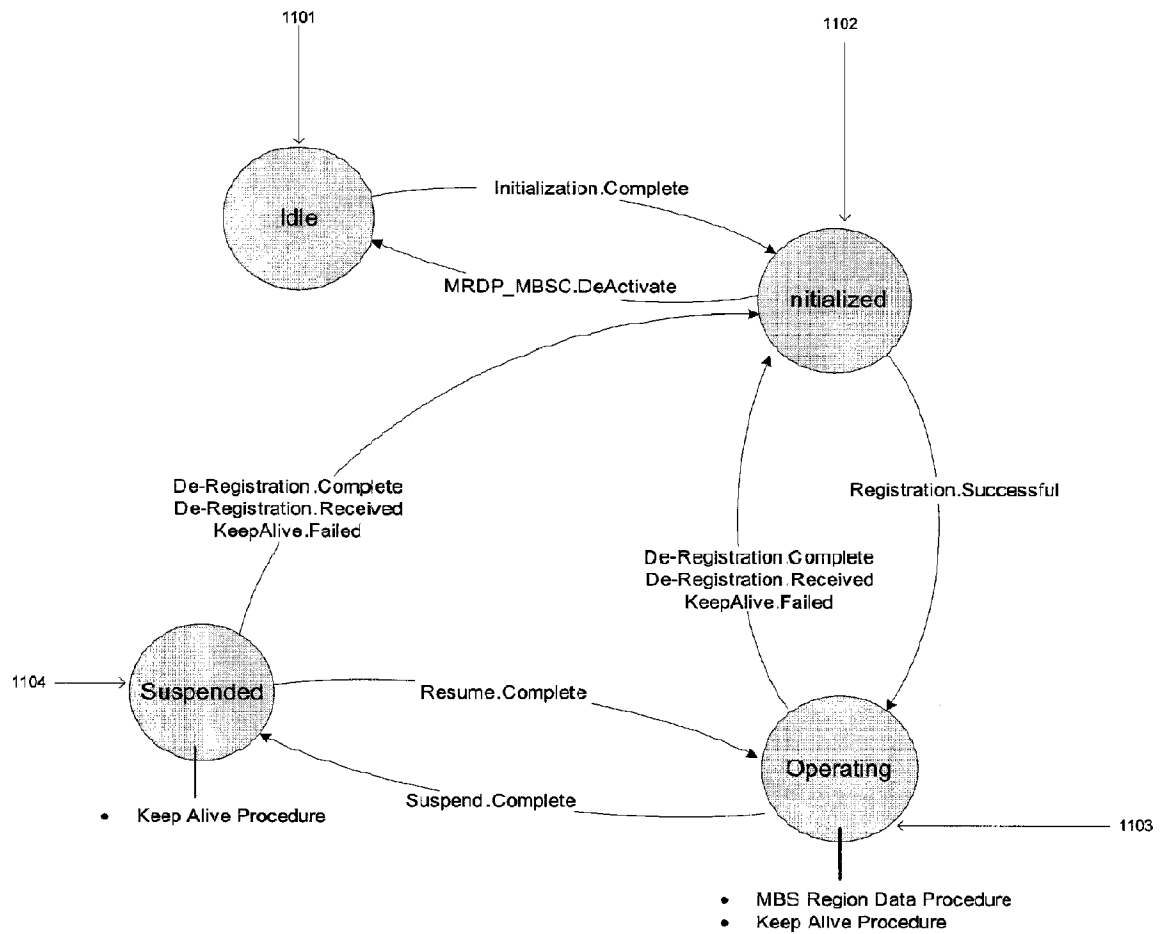 1101
1102
Idle
Initialization.Complete
MRDP_MBSC.DeActivate
nitialized
De-Registration.Complete
De-Registration.Received
KeepAlive.Failed
Registration.Successful
De-Registration.Complete
De-Registration.Received
KeepAlive.Failed
1104
Suspended
Resume.Complete
Operating
Suspend.Complete
• Keep Alive Procedure
1103
• MBS Region Data Procedure
• Keep Alive Procedure